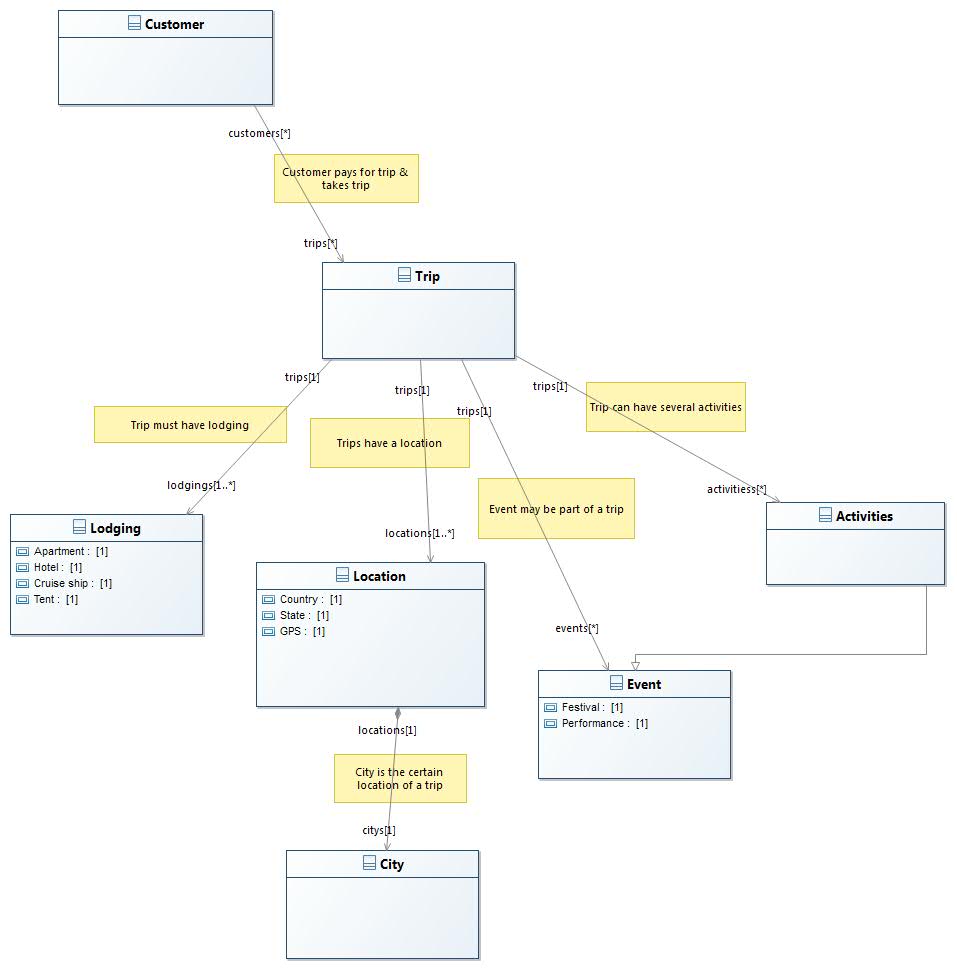 Customer
customers[*]
Customer pays for trip &
takes trip
trips[*]
Trip
trips[1]
trips[1]
trips[1]
trips[1]
Trip can have several activities
Trip must have lodging
Trips have a location
Event may be part of a trip
lodgings[1..*]
activitiess[*]
locations[1..*]
Lodging
Apartment : [1]
Hotel : [1]
Cruise ship : [1]
Tent : [1]
Activities
Location
Country : [1]
State : [1]
GPS : [1]
events[*]
Event
Festival : [1]
Performance : [1]
locations[1]
City is the certain
location of a trip
citys[1]
City